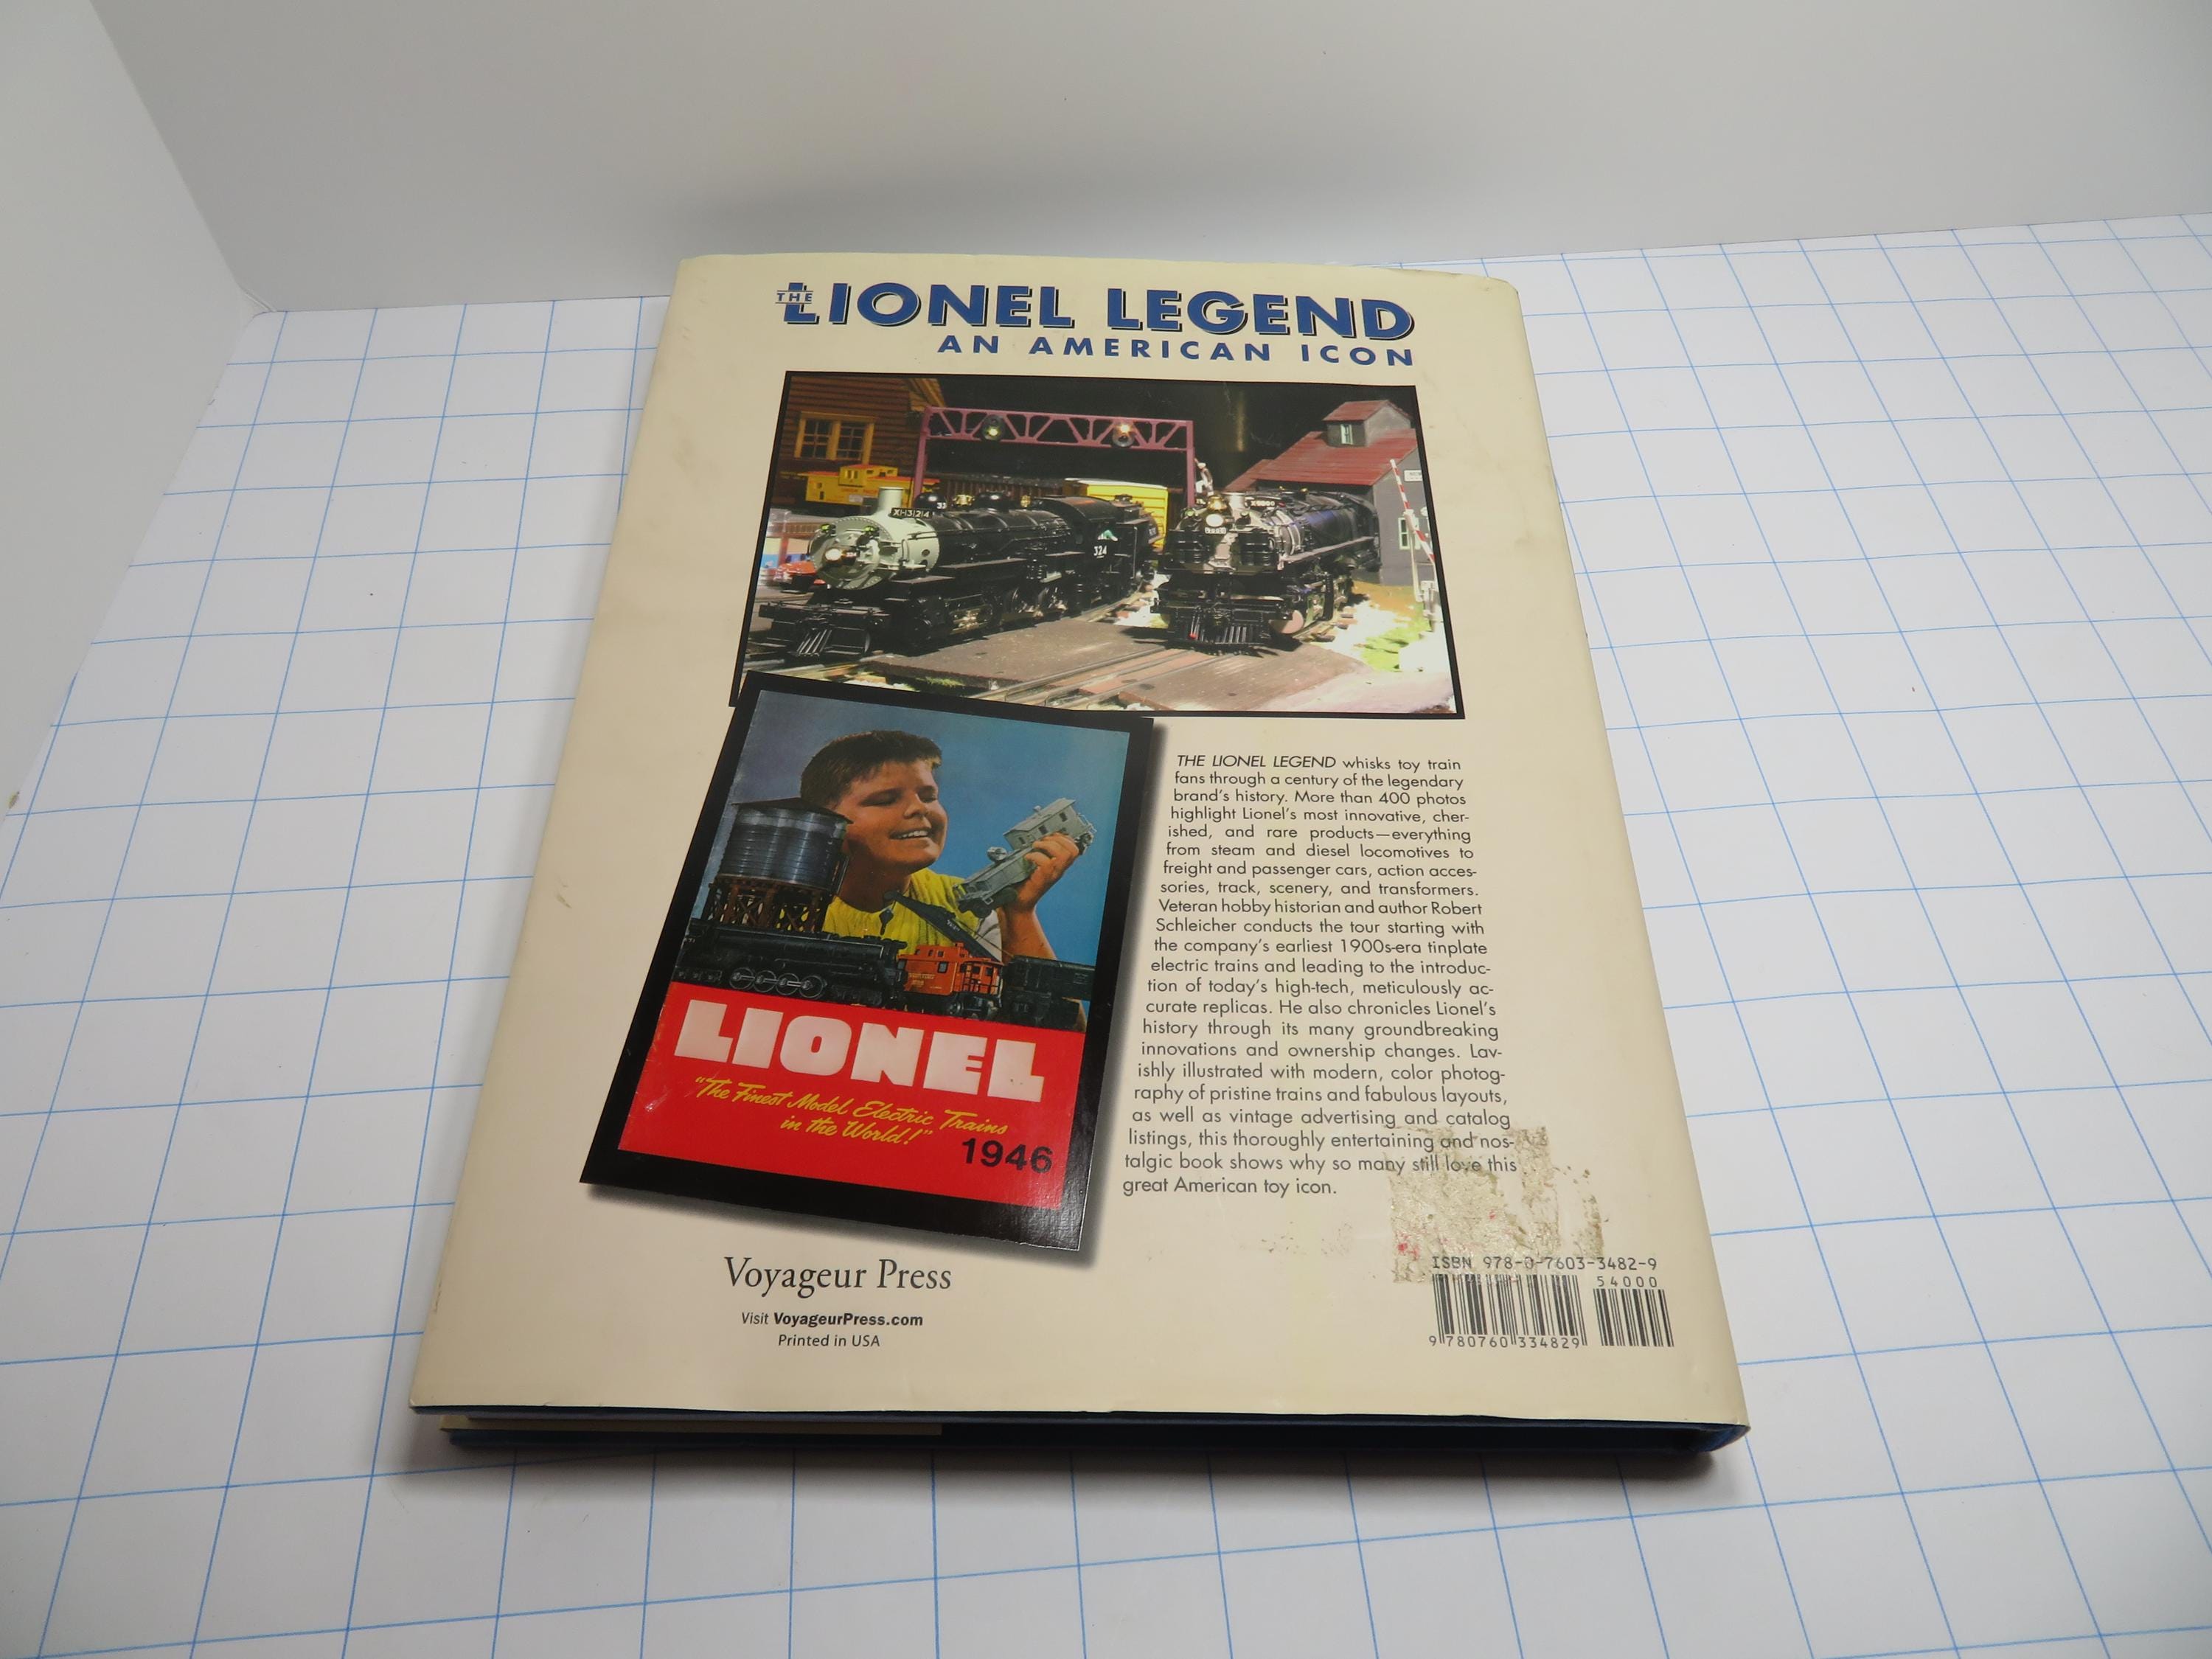 THE LIONEL LEGEND
AN AMERICAN ICON
324
THE LIONEL LEGEND whisks toy train
fans through a century of the legendary
brand's history. More than 400 photos
highlight Lionel's most innovative, cher-
ished, and rare products—everything
from steam and diesel locomotives to
freight and passenger cars, action acces-
sories, track, scenery, and transformers.
Veteran hobby historian and author Robert
Schleicher conducts the tour starting with
the company's earliest 1900s-era tinplate
electric trains and leading to the introduc-
tion of today's high-tech, meticulously ac-
curate replicas. He also chronicles Lionel's
history through its many groundbreaking
innovations and ownership changes. Lav-
ishly illustrated with modern, color photog-
raphy of pristine trains and fabulous layouts,
as well as vintage advertising and catalog
listings, this thoroughly entertaining and nos-
talgic book shows why so many still love this
great American toy icon.
LIONEL
"The Finest Model Electric Trains
in the World!"
1946
Voyageur Press
Visit VoyageurPress.com
Printed in USA
ISBN 978-0-7603-3482-9
54000
9 780760 334829